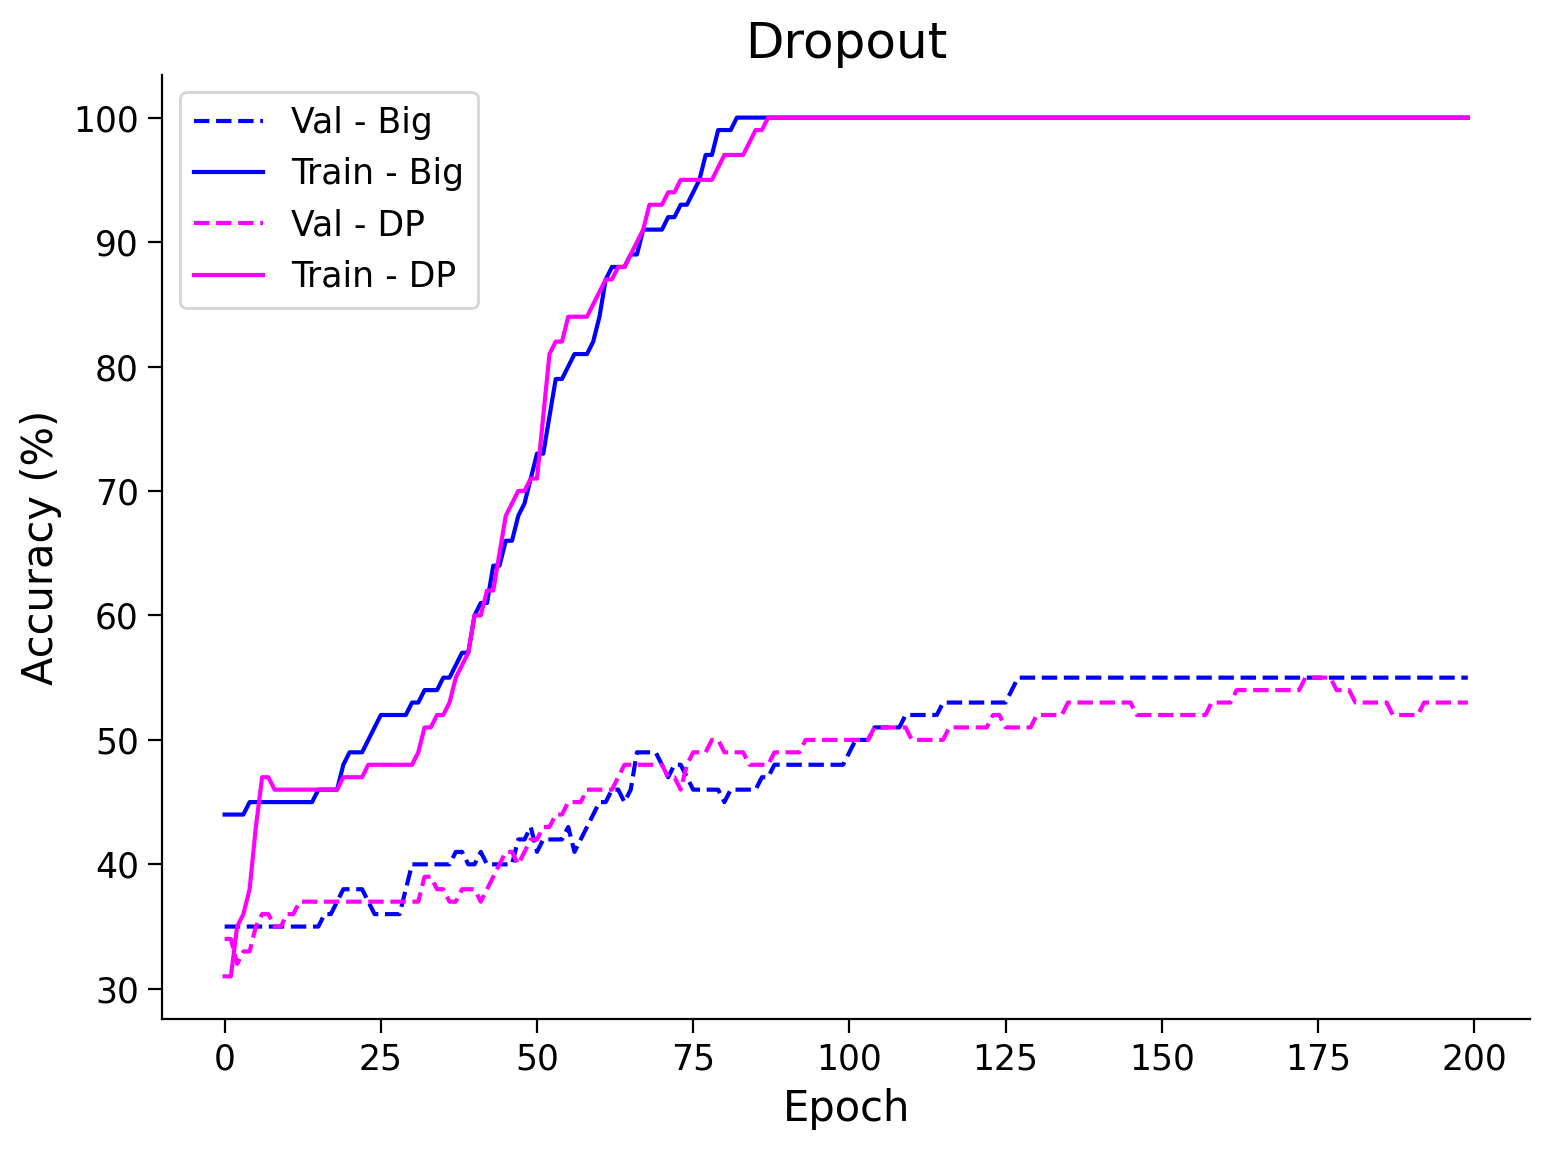 Dropout
Val - Big
Train - Big
Val - DP
Train - DP
100
90
80
70
60
50
40
30
Accuracy (%)
0 25 50 75 100 125 150 175 200
Epoch